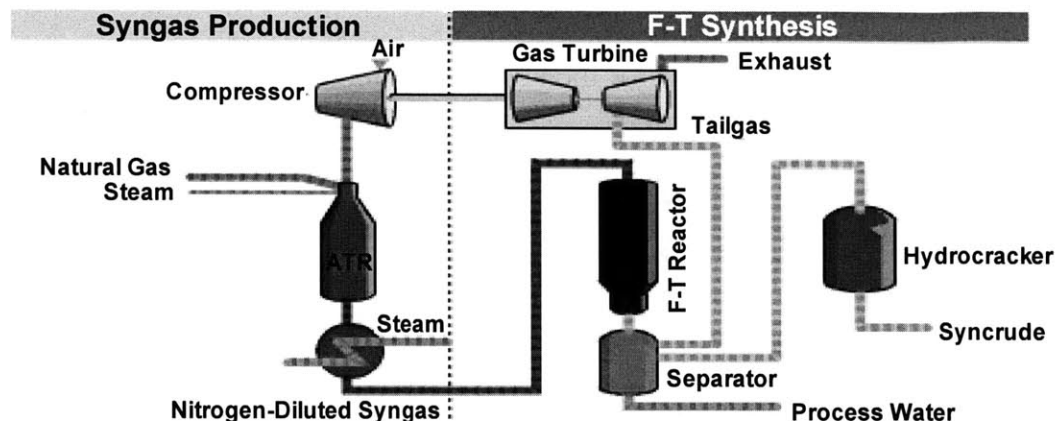 Syngas Production
F-T Synthesis
Air
Gas Turbine
Exhaust
Compressor
Tailgas
Natural Gas
Steam
ATR
F-T Reactor
Hydrocracker
Steam
Syncrude
Separator
Nitrogen-Diluted Syngas
Process Water